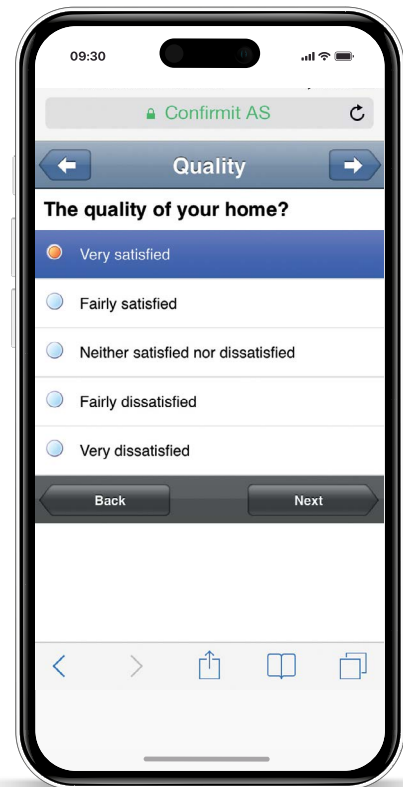 09:30
Confirmit AS
Quality
The quality of your home?
Very satisfied
Fairly satisfied
Neither satisfied nor dissatisfied
Fairly dissatisfied
Very dissatisfied
Back Next